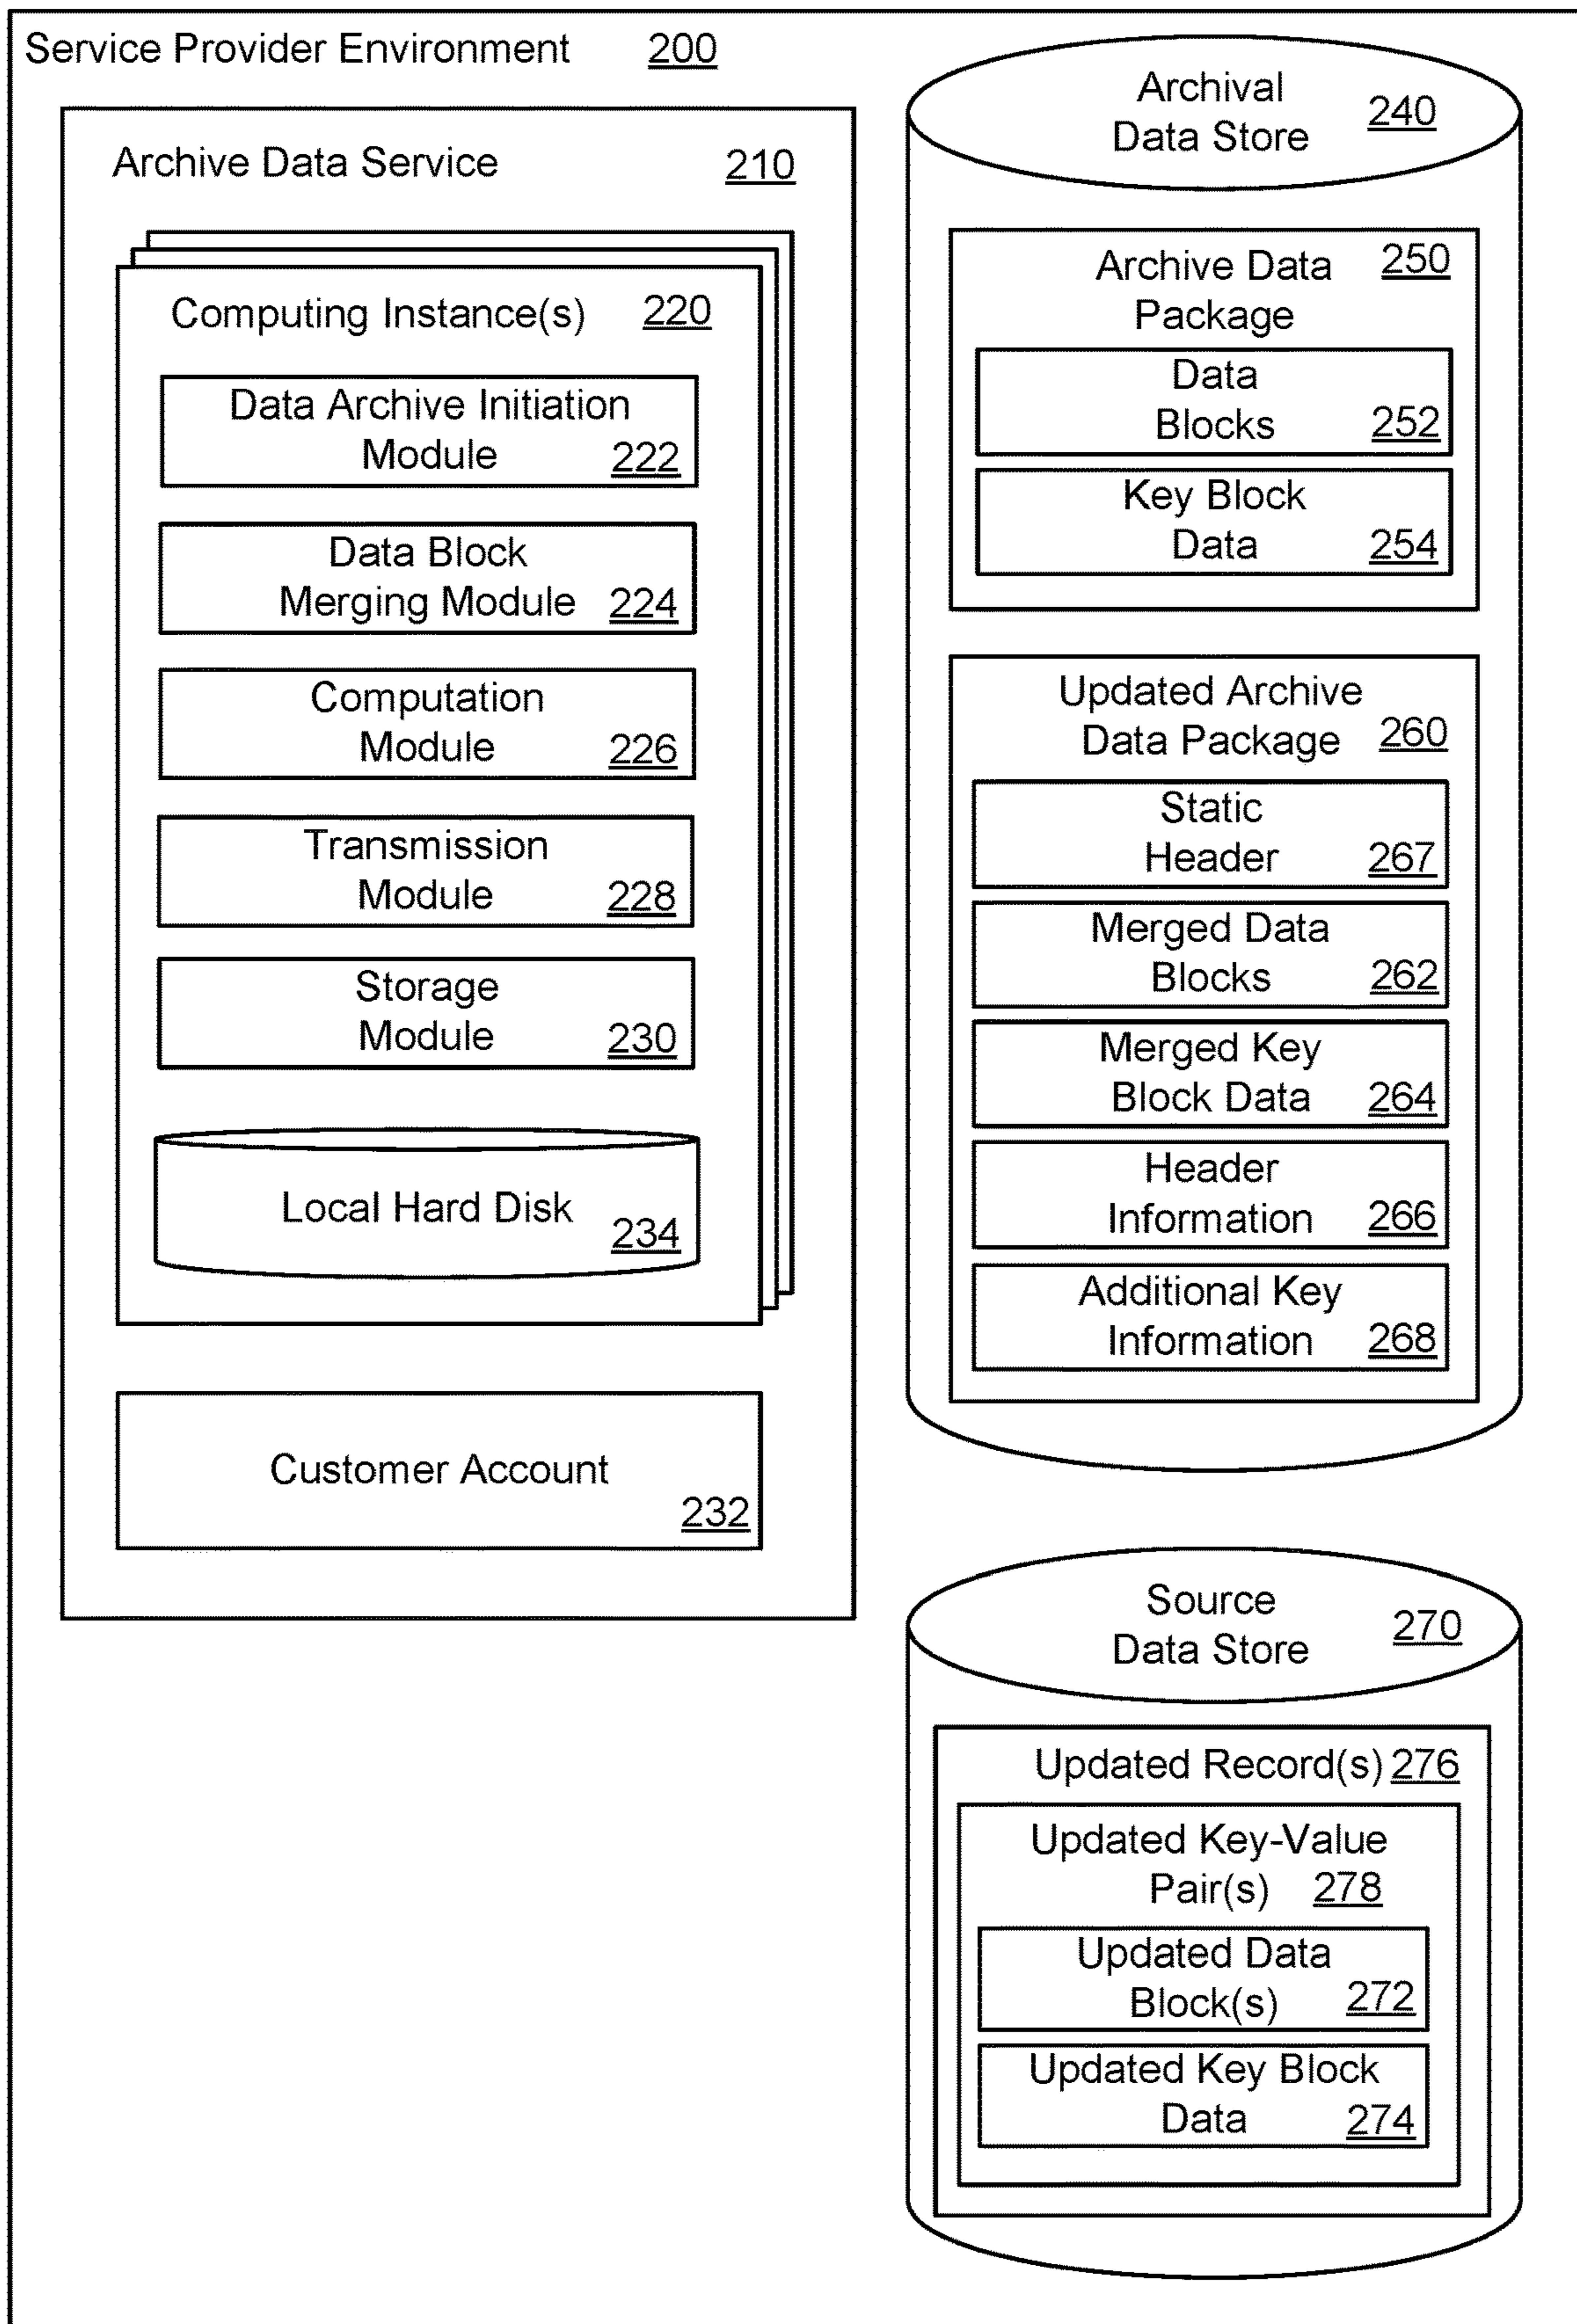 Service Provider Environment 200
Archive Data Service 210
Computing Instance(s) 220
Data Archive Initiation
Module 222
Data Block
Merging Module 224
Computation
Module 226
Transmission
Module 228
Storage
Module 230
Local Hard Disk
234
Customer Account
232
Archival
Data Store 240
Archive Data 250
Package
Data
Blocks 252
Key Block
Data 254
Updated Archive
Data Package 260
Static
Header 267
Merged Data
Blocks 262
Merged Key
Block Data 264
Header
Information 266
Additional Key
Information 268
Source
Data Store 270
Updated Record(s) 276
Updated Key-Value
Pair(s) 278
Updated Data
Block(s) 272
Updated Key Block
Data 274